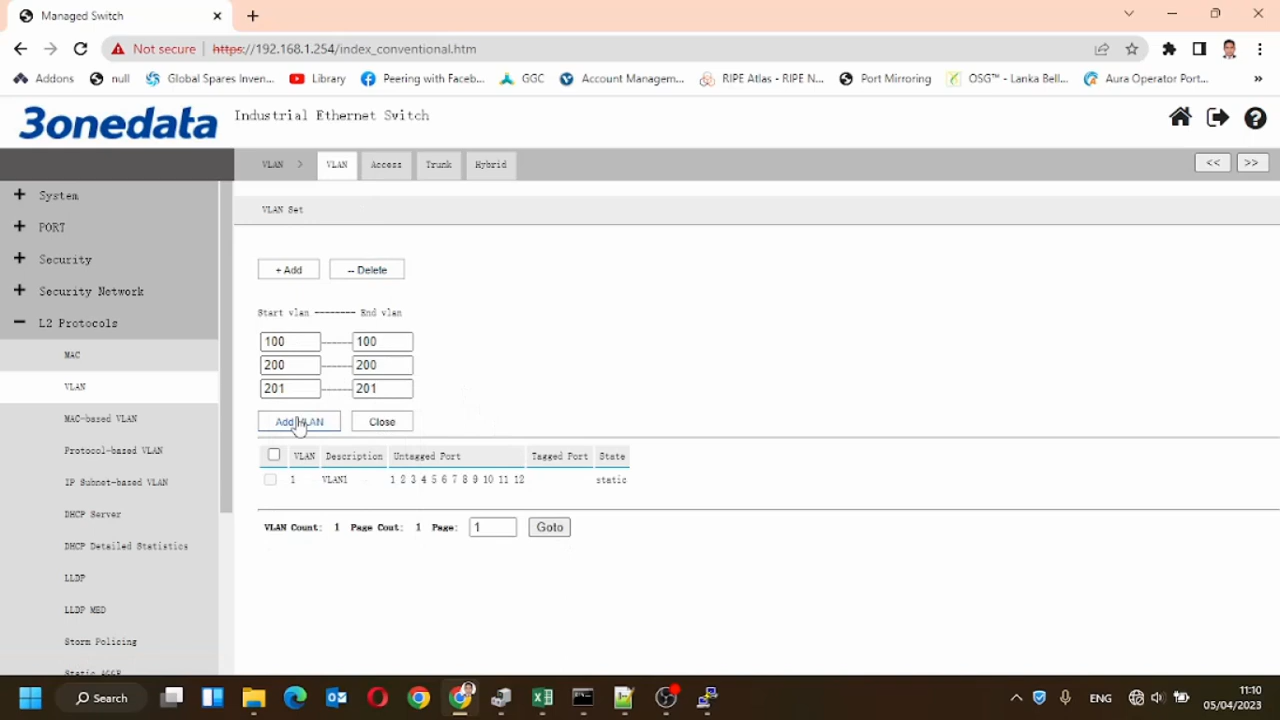 Managed Switch
Not secure https://192.168.1.254/index_conventional.htm
Addons null Global Spares Inven... Library Peering with Faceb... GGC Account Managem... RIPE Atlas - RIPE N... Port Mirroring OSG™ - Lanka Bell... Aura Operator Port... »
3onedata Industrial Ethernet Switch
VLAN > VLAN Access Trunk Hybrid << >>
+ System
VLAN Set
+ PORT
+ Security
+ Add -- Delete
+ Security Network
Start vlan -------- End vlan
− L2 Protocols
100 ------ 100
MAC
200 ------ 200
VLAN
201 ------ 201
MAC-based VLAN
Add VLAN Close
Protocol-based VLAN
VLAN Description Untagged Port Tagged Port State
IP Subnet-based VLAN
1 VLAN1 1 2 3 4 5 6 7 8 9 10 11 12 static
DHCP Server
VLAN Count: 1 Page Cout: 1 Page: 1 Goto
DHCP Detailed Statistics
LLDP
LLDP MED
Storm Policing
Static AGGR
Search ENG 11:10
05/04/2023